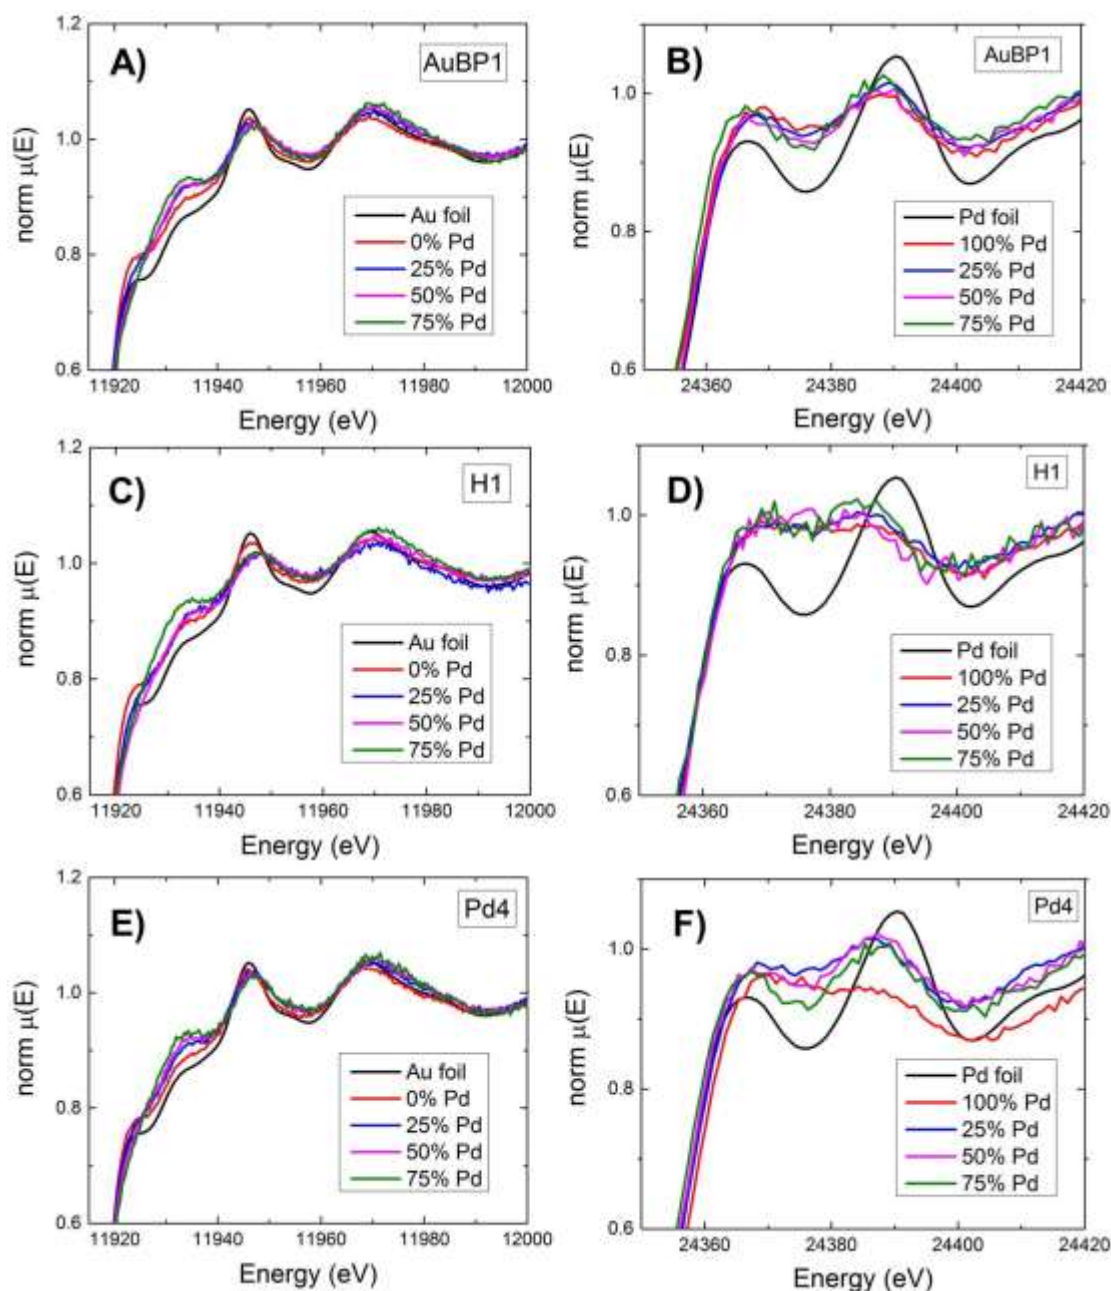 1.2
A)
AuBP1
1.0
norm μ(E)
0.8
0.6
Au foil
0% Pd
25% Pd
50% Pd
75% Pd
11920 11940 11960 11980 12000
Energy (eV)
B)
AuBP1
1.0
norm μ(E)
0.8
0.6
Pd foil
100% Pd
25% Pd
50% Pd
75% Pd
24360 24380 24400 24420
Energy (eV)
1.2
C)
H1
1.0
norm μ(E)
0.8
0.6
Au foil
0% Pd
25% Pd
50% Pd
75% Pd
11920 11940 11960 11980 12000
Energy (eV)
D)
H1
1.0
norm μ(E)
0.8
0.6
Pd foil
100% Pd
25% Pd
50% Pd
75% Pd
24360 24380 24400 24420
Energy (eV)
1.2
E)
Pd4
1.0
norm μ(E)
0.8
0.6
Au foil
0% Pd
25% Pd
50% Pd
75% Pd
11920 11940 11960 11980 12000
Energy (eV)
F)
Pd4
1.0
norm μ(E)
0.8
0.6
Pd foil
100% Pd
25% Pd
50% Pd
75% Pd
24360 24380 24400 24420
Energy (eV)